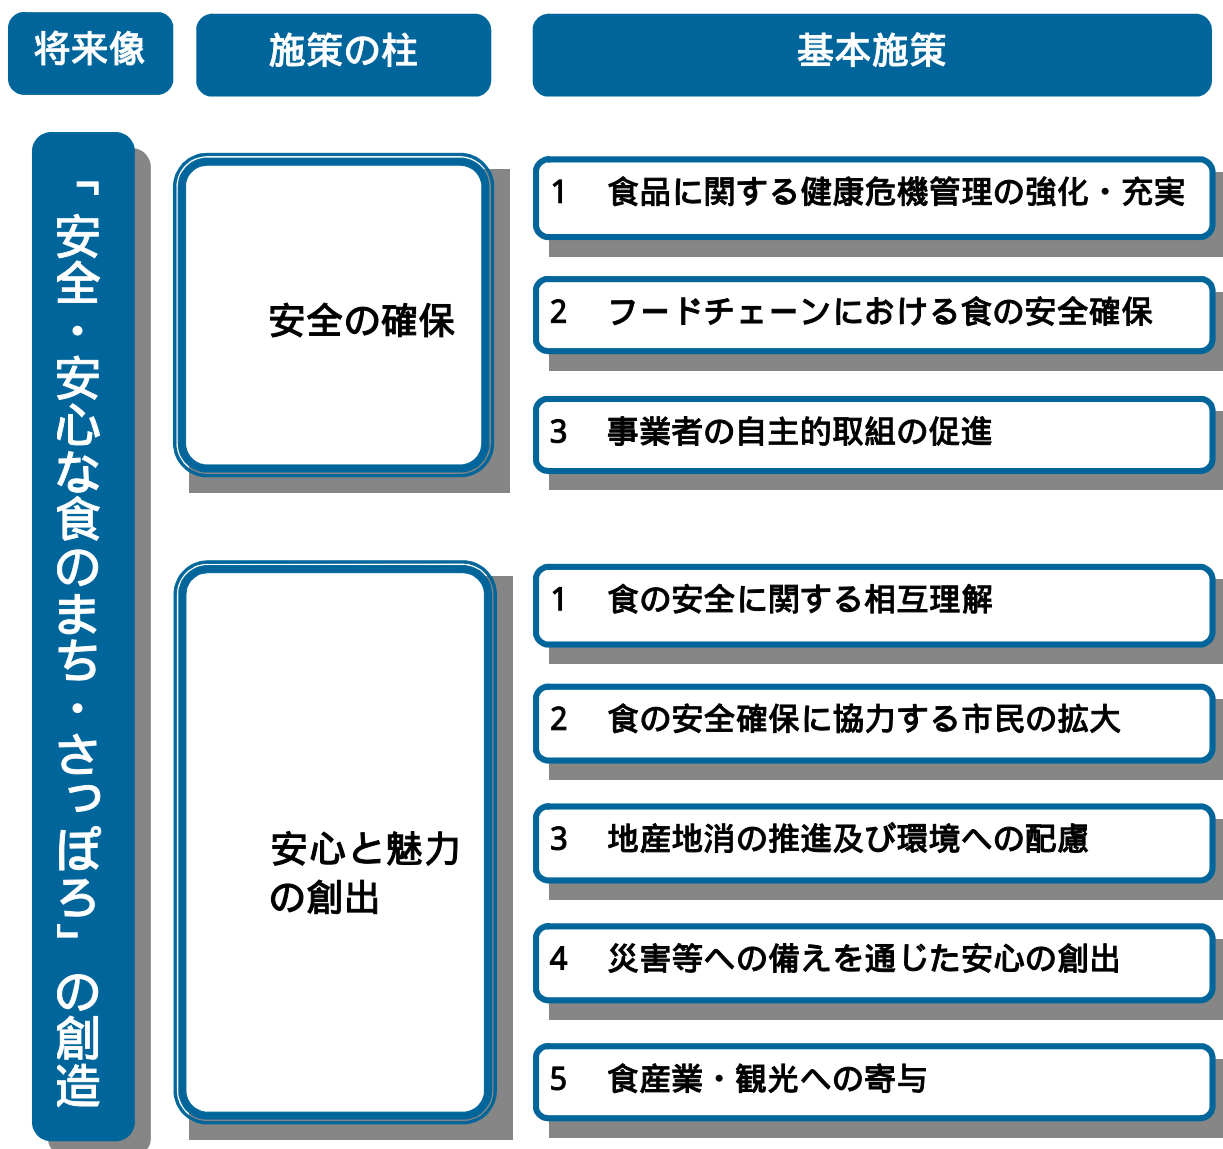 将来像
施策の柱
基本施策
「安全・安心な食のまち・さっぽろ」の創造
安全の確保
1 食品に関する健康危機管理の強化・充実
2 フードチェーンにおける食の安全確保
3 事業者の自主的取組の促進
安心と魅力
の創出
1 食の安全に関する相互理解
2 食の安全確保に協力する市民の拡大
3 地産地消の推進及び環境への配慮
4 災害等への備えを通じた安心の創出
5 食産業・観光への寄与